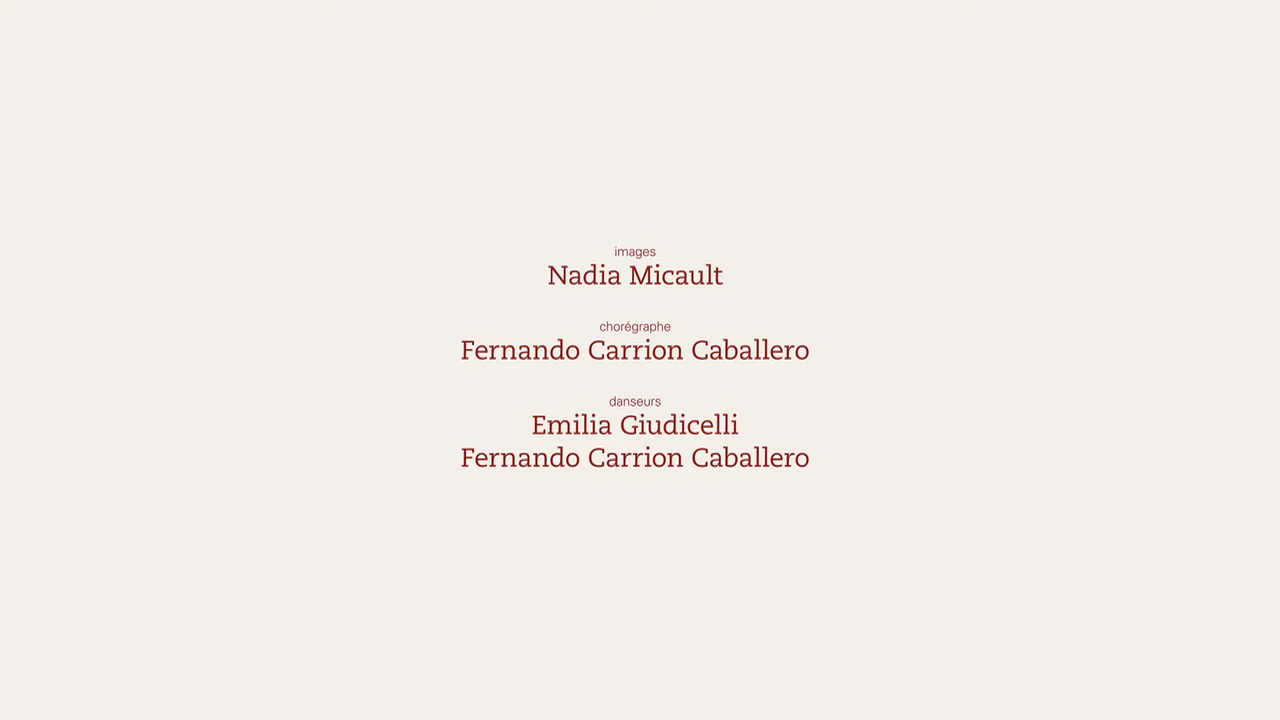 images
Nadia Micault
chorégraphe
Fernando Carrion Caballero
danseurs
Emilia Giudicelli
Fernando Carrion Caballero